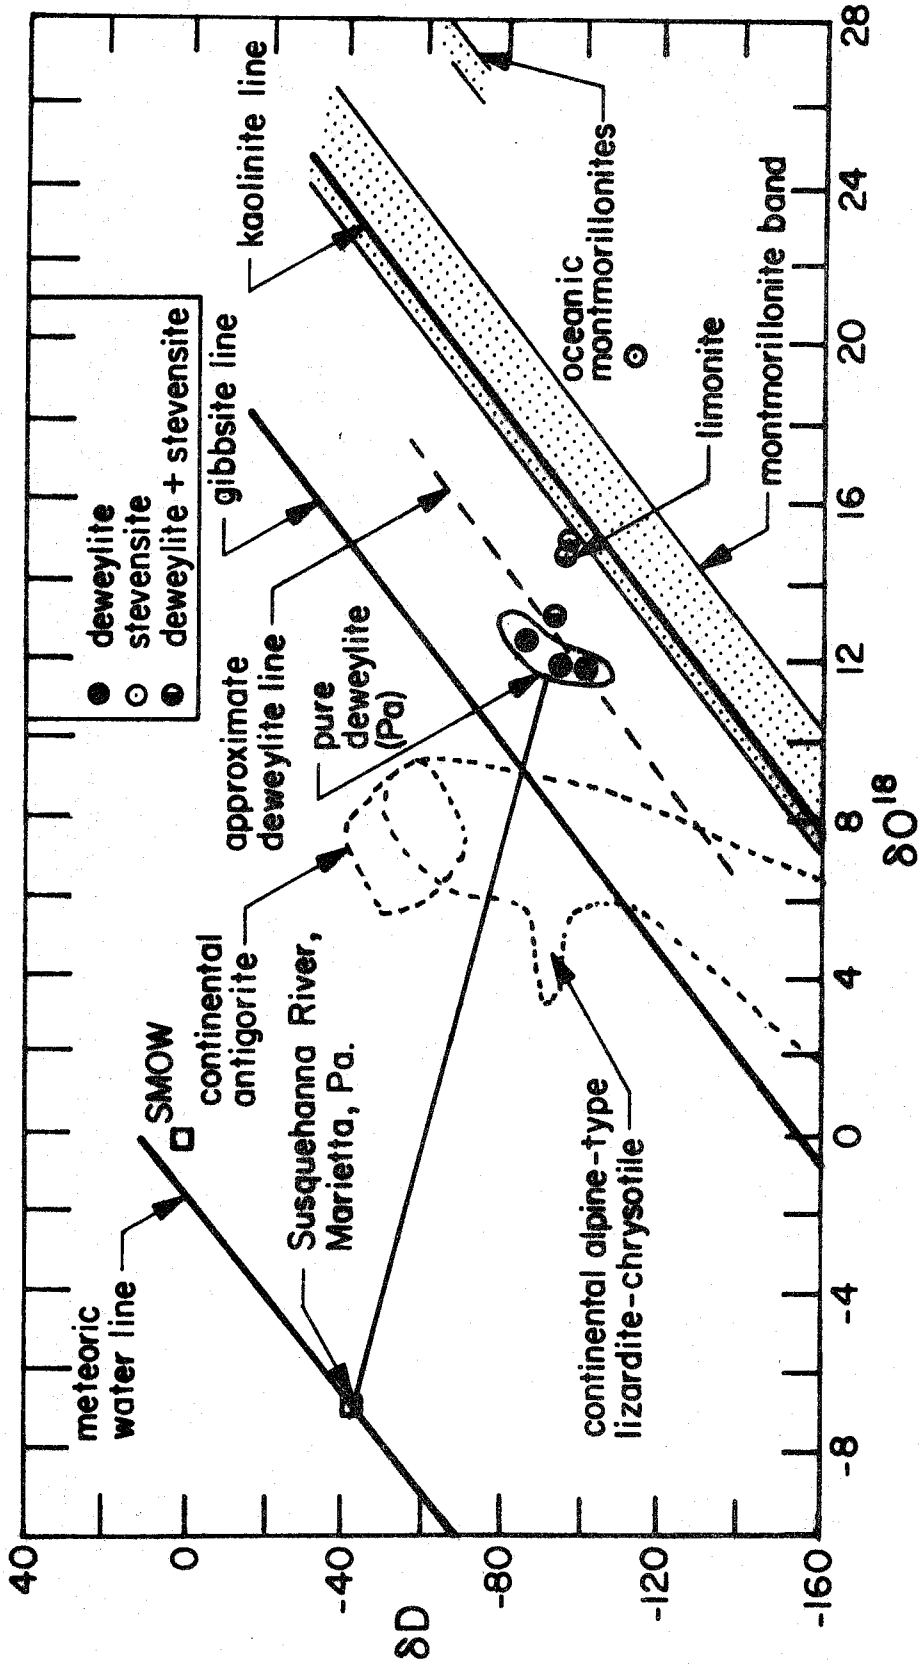 40
0
-40
-80
-120
-160
δD
-8
-4
0
4
8
12
16
20
24
28
δO18
meteoric
water line
SMOW
continental
antigorite
Susquehanna River,
Marietta, Pa.
continental alpine-type
lizardite-chrysotile
approximate
deweylite line
pure
deweylite
(Pa)
deweylite
stevensite
deweylite + stevensite
gibbsite line
kaolinite line
oceanic
montmorillonites
limonite
montmorillonite band